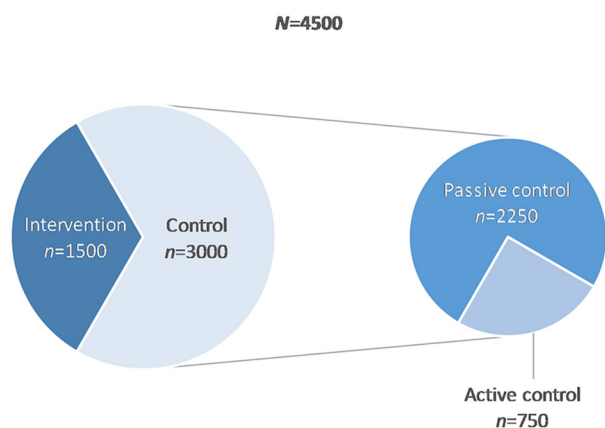 N=4500
Intervention
n=1500
Control
n=3000
Passive control
n=2250
Active control
n=750